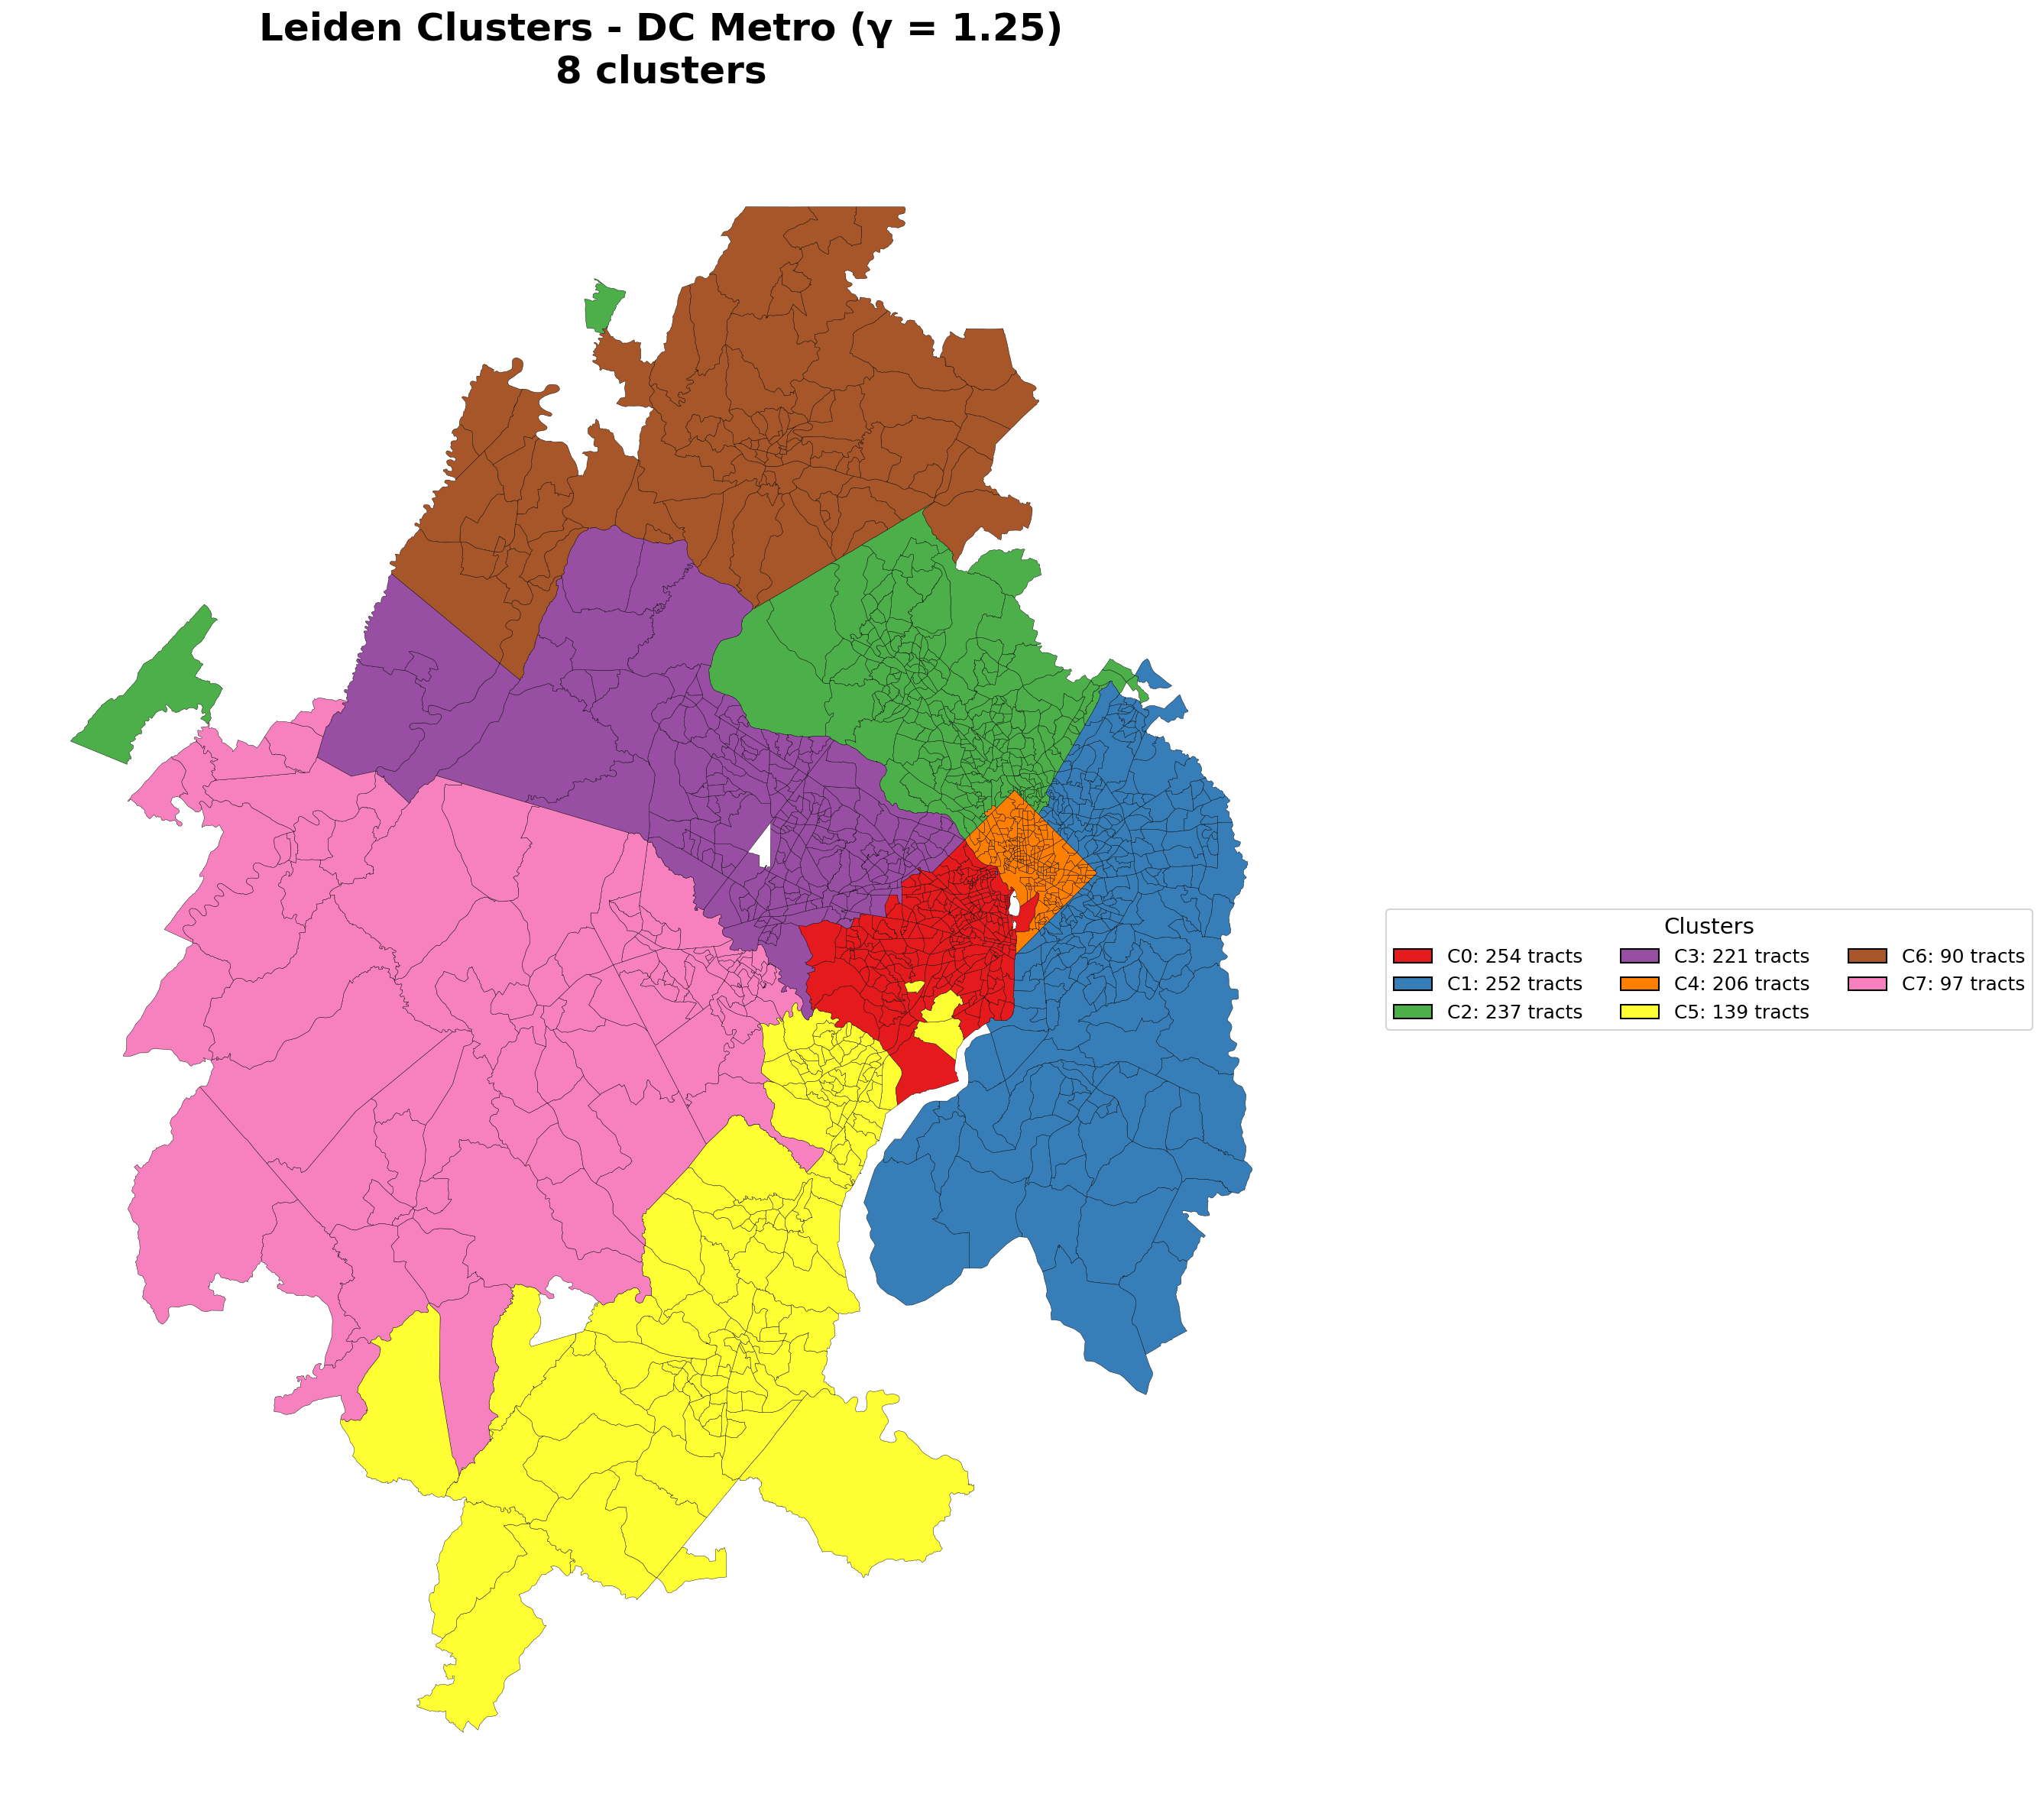 Leiden Clusters - DC Metro (γ = 1.25)
8 clusters
Clusters
C0: 254 tracts
C1: 252 tracts
C2: 237 tracts
C3: 221 tracts
C4: 206 tracts
C5: 139 tracts
C6: 90 tracts
C7: 97 tracts